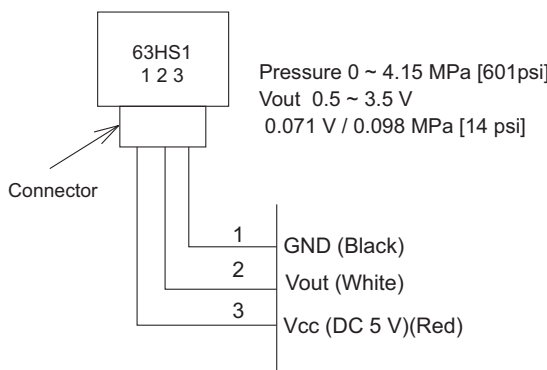 63HS1
1 2 3
Pressure 0 ~ 4.15 MPa [601psi]
Vout 0.5 ~ 3.5 V
0.071 V / 0.098 MPa [14 psi]
Connector
1 GND (Black)
2 Vout (White)
3 Vcc (DC 5 V)(Red)